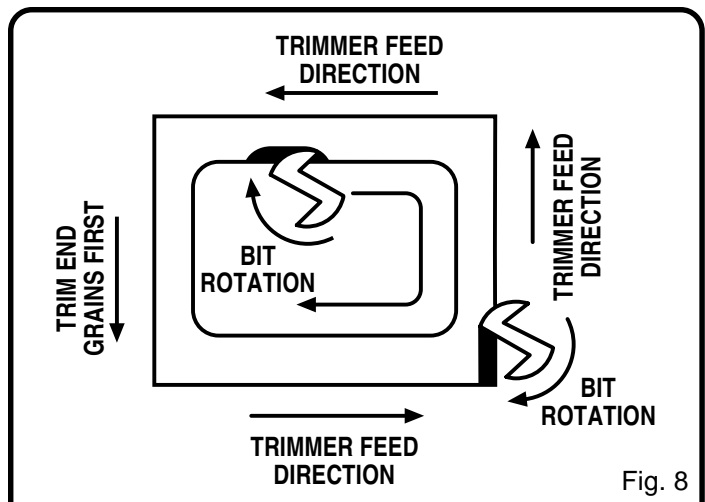 TRIMMER FEED
DIRECTION
TRIM END
GRAINS FIRST
BIT
ROTATION
TRIMMER FEED
DIRECTION
BIT
ROTATION
TRIMMER FEED
DIRECTION
Fig. 8